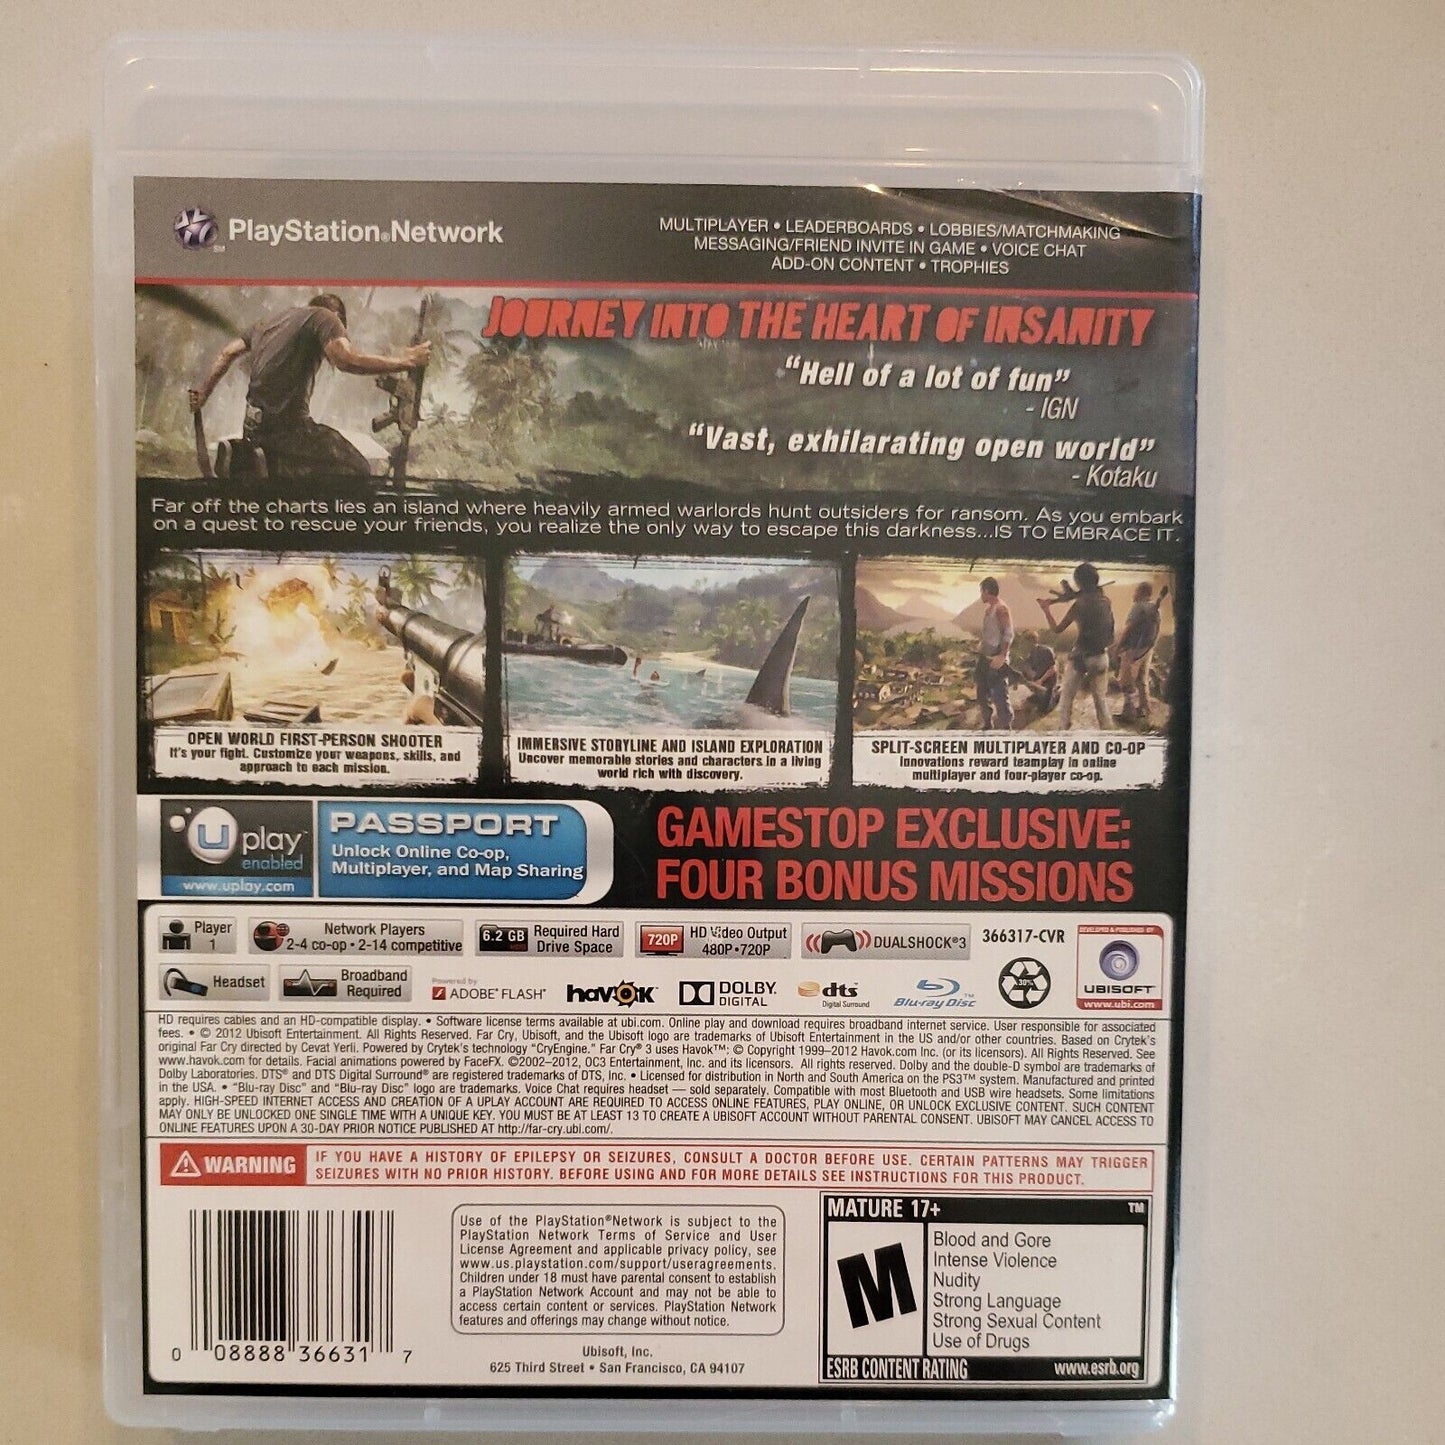 PlayStation®Network
SM
MULTIPLAYER • LEADERBOARDS • LOBBIES/MATCHMAKING
MESSAGING/FRIEND INVITE IN GAME • VOICE CHAT
ADD-ON CONTENT • TROPHIES
JOURNEY INTO THE HEART OF INSANITY
“Hell of a lot of fun”
- IGN
“Vast, exhilarating open world”
- Kotaku
Far off the charts lies an island where heavily armed warlords hunt outsiders for ransom. As you embark
on a quest to rescue your friends, you realize the only way to escape this darkness...IS TO EMBRACE IT.
OPEN WORLD FIRST-PERSON SHOOTER
It's your fight. Customize your weapons, skills, and
approach to each mission.
IMMERSIVE STORYLINE AND ISLAND EXPLORATION
Uncover memorable stories and characters in a living
world rich with discovery.
SPLIT-SCREEN MULTIPLAYER AND CO-OP
Innovations reward teamplay in online
multiplayer and four-player co-op.
U play™
enabled
www.uplay.com
PASSPORT
Unlock Online Co-op,
Multiplayer, and Map Sharing
GAMESTOP EXCLUSIVE:
FOUR BONUS MISSIONS
Player
1
Network Players
2-4 co-op • 2-14 competitive
6.2 GB
Required Hard
Drive Space
720P
HD Video Output
480P • 720P
DUALSHOCK®3
366317-CVR
DEVELOPED & PUBLISHED BY
UBISOFT™
www.ubi.com
Headset
Broadband
Required
Powered by
ADOBE® FLASH®
havok™
DOLBY.
DIGITAL
dts
Digital Surround
Blu-ray Disc™
HD requires cables and an HD-compatible display. • Software license terms available at ubi.com. Online play and download requires broadband internet service. User responsible for associated
fees. • © 2012 Ubisoft Entertainment. All Rights Reserved. Far Cry, Ubisoft, and the Ubisoft logo are trademarks of Ubisoft Entertainment in the US and/or other countries. Based on Crytek's
original Far Cry directed by Cevat Yerli. Powered by Crytek's technology "CryEngine." Far Cry® 3 uses Havok™: © Copyright 1999–2012 Havok.com Inc. (or its licensors). All Rights Reserved. See
www.havok.com for details. Facial animations powered by FaceFX. ©2002–2012, OC3 Entertainment, Inc. and its licensors. All rights reserved. Dolby and the double-D symbol are trademarks of
Dolby Laboratories. DTS® and DTS Digital Surround® are registered trademarks of DTS, Inc. • Licensed for distribution in North and South America on the PS3™ system. Manufactured and printed
in the USA. • "Blu-ray Disc" and "Blu-ray Disc" logo are trademarks. Voice Chat requires headset — sold separately. Compatible with most Bluetooth and USB wire headsets. Some limitations
apply. HIGH-SPEED INTERNET ACCESS AND CREATION OF A UPLAY ACCOUNT ARE REQUIRED TO ACCESS ONLINE FEATURES, PLAY ONLINE, OR UNLOCK EXCLUSIVE CONTENT. SUCH CONTENT
MAY ONLY BE UNLOCKED ONE SINGLE TIME WITH A UNIQUE KEY. YOU MUST BE AT LEAST 13 TO CREATE A UBISOFT ACCOUNT WITHOUT PARENTAL CONSENT. UBISOFT MAY CANCEL ACCESS TO
ONLINE FEATURES UPON A 30-DAY PRIOR NOTICE PUBLISHED AT http://far-cry.ubi.com/.
WARNING
IF YOU HAVE A HISTORY OF EPILEPSY OR SEIZURES, CONSULT A DOCTOR BEFORE USE. CERTAIN PATTERNS MAY TRIGGER
SEIZURES WITH NO PRIOR HISTORY. BEFORE USING AND FOR MORE DETAILS SEE INSTRUCTIONS FOR THIS PRODUCT.
0 08888 36631 7
Use of the PlayStation®Network is subject to the
PlayStation Network Terms of Service and User
License Agreement and applicable privacy policy, see
www.us.playstation.com/support/useragreements.
Children under 18 must have parental consent to establish
a PlayStation Network Account and may not be able to
access certain content or services. PlayStation Network
features and offerings may change without notice.
Ubisoft, Inc.
625 Third Street • San Francisco, CA 94107
MATURE 17+ ™
M
Blood and Gore
Intense Violence
Nudity
Strong Language
Strong Sexual Content
Use of Drugs
ESRB CONTENT RATING
www.esrb.org